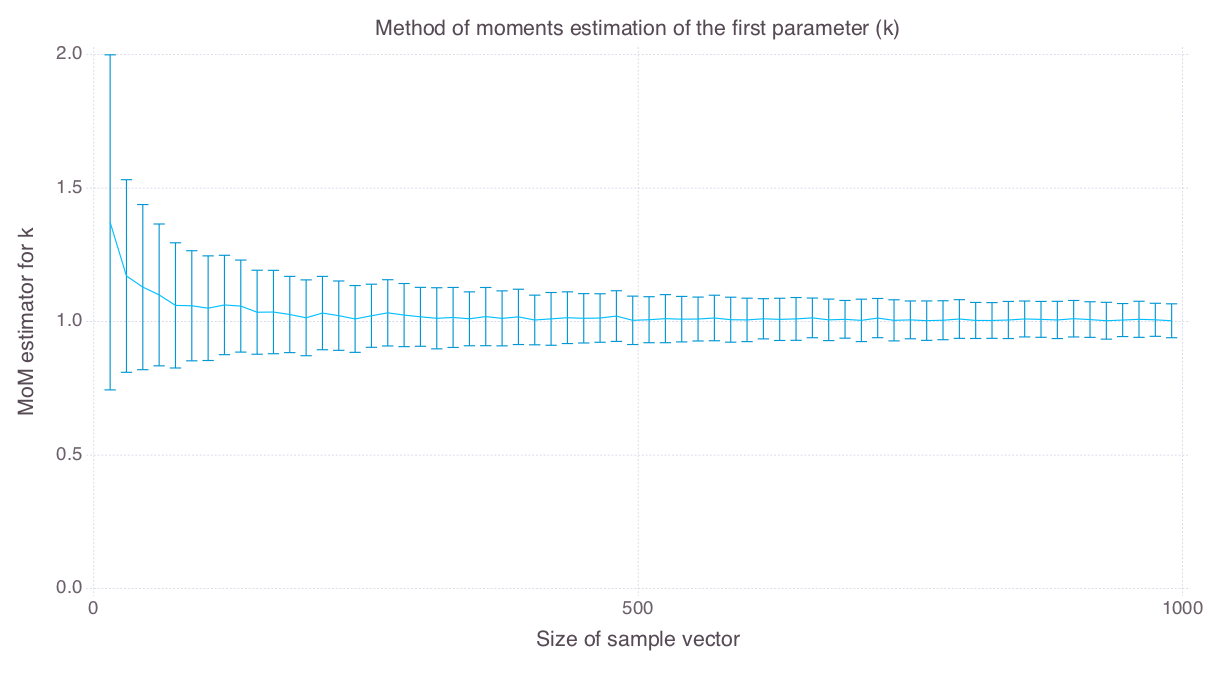 Method of moments estimation of the first parameter (k)
2.0
1.5
1.0
0.5
0.0
MoM estimator for k
0 500 1000
Size of sample vector